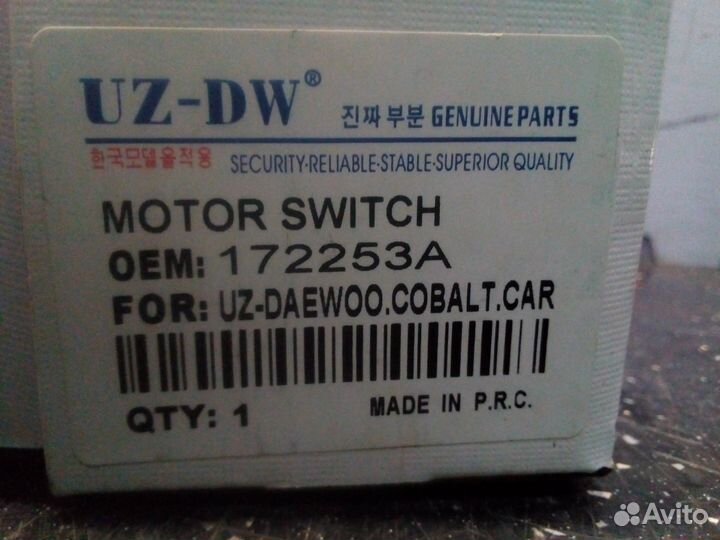 UZ-DW®
진짜 부분 GENUINE PARTS
한국모델을적용 SECURITY·RELIABLE·STABLE·SUPERIOR QUALITY
MOTOR SWITCH
OEM: 172253A
FOR: UZ-DAEWOO.COBALT.CAR
QTY: 1 MADE IN P.R.C.
Avito